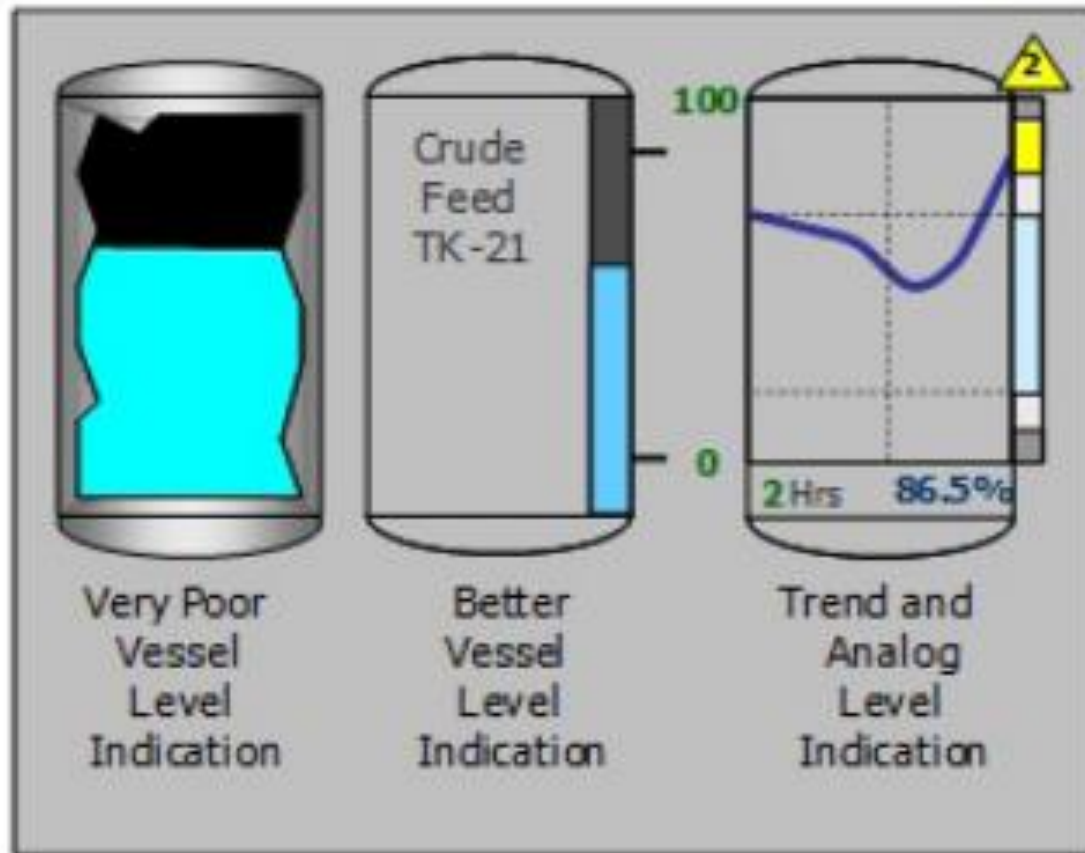 Crude
Feed
TK-21
100
0
2
2 Hrs 86.5%
Very Poor
Vessel
Level
Indication
Better
Vessel
Level
Indication
Trend and
Analog
Level
Indication